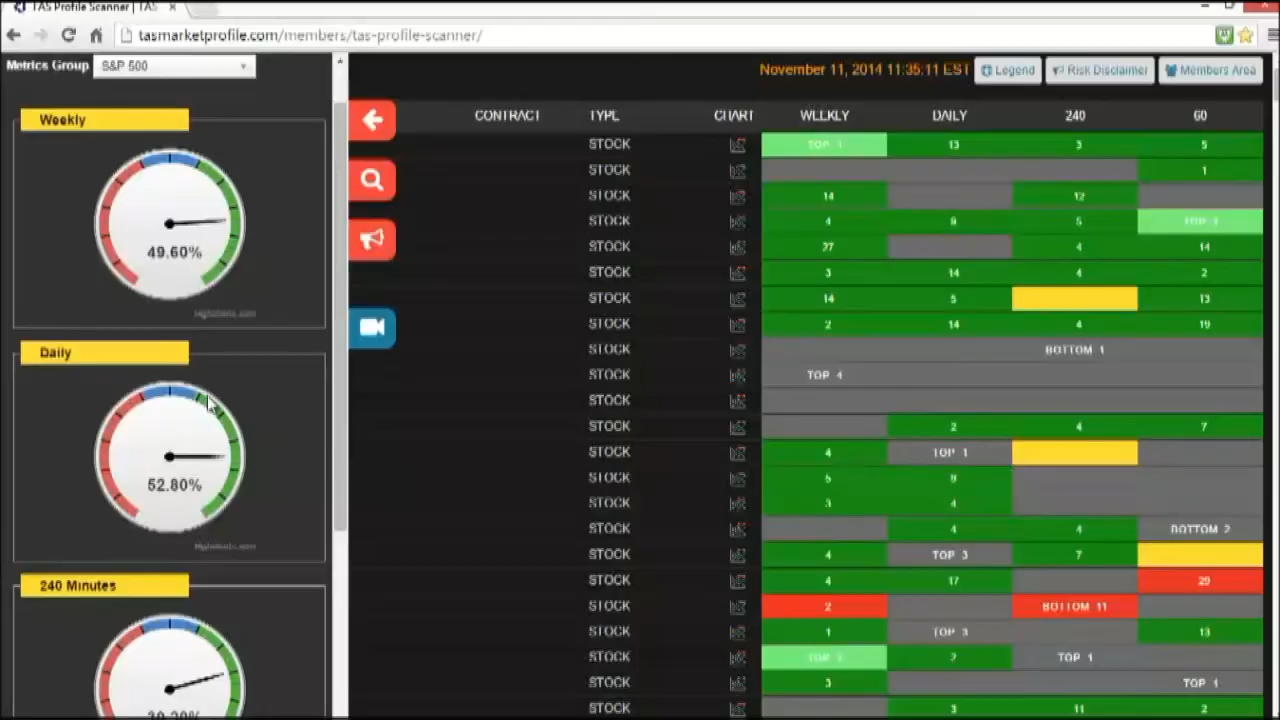 TAS Profile Scanner | TAS
tasmarketprofile.com/members/tas-profile-scanner/
Metrics Group S&P 500
November 11, 2014 11:35:11 EST Legend Risk Disclaimer Members Area
CONTRACT TYPE CHART WEEKLY DAILY 240 60
Weekly
49.60%
Daily
52.80%
240 Minutes
STOCK 13 3 5
STOCK 1
STOCK 14 12
STOCK 4 5
STOCK 27 4 14
STOCK 3 14 4 2
STOCK 14 5 13
STOCK 2 14 4 19
STOCK BOTTOM 1
STOCK TOP 4
STOCK
STOCK 2 4 7
STOCK 4 TOP 1
STOCK 5
STOCK 3 4
STOCK 4 4 BOTTOM 2
STOCK 4 TOP 3 7
STOCK 4 17 29
STOCK 2 BOTTOM 11
STOCK 1 TOP 3 13
STOCK 2 TOP 1
STOCK 3 TOP 1
STOCK 3 11 2